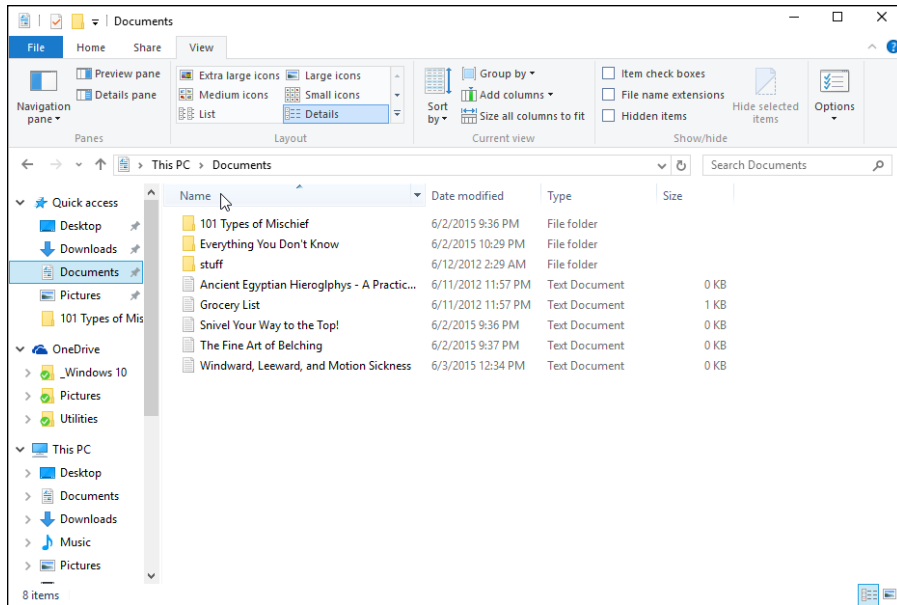 Documents
File Home Share View
Navigation pane
Preview pane
Details pane
Panes
Extra large icons Large icons
Medium icons Small icons
List Details
Layout
Sort by
Group by
Add columns
Size all columns to fit
Current view
Item check boxes
File name extensions
Hidden items
Hide selected items
Show/hide
Options
This PC > Documents
Search Documents
Quick access
Desktop
Downloads
Documents
Pictures
101 Types of Mis
OneDrive
_Windows 10
Pictures
Utilities
This PC
Desktop
Documents
Downloads
Music
Pictures
Name Date modified Type Size
101 Types of Mischief 6/2/2015 9:36 PM File folder
Everything You Don't Know 6/2/2015 10:29 PM File folder
stuff 6/12/2012 2:29 AM File folder
Ancient Egyptian Hieroglphys - A Practic... 6/11/2012 11:57 PM Text Document 0 KB
Grocery List 6/11/2012 11:57 PM Text Document 1 KB
Snivel Your Way to the Top! 6/2/2015 9:36 PM Text Document 0 KB
The Fine Art of Belching 6/2/2015 9:37 PM Text Document 0 KB
Windward, Leeward, and Motion Sickness 6/3/2015 12:34 PM Text Document 0 KB
8 items